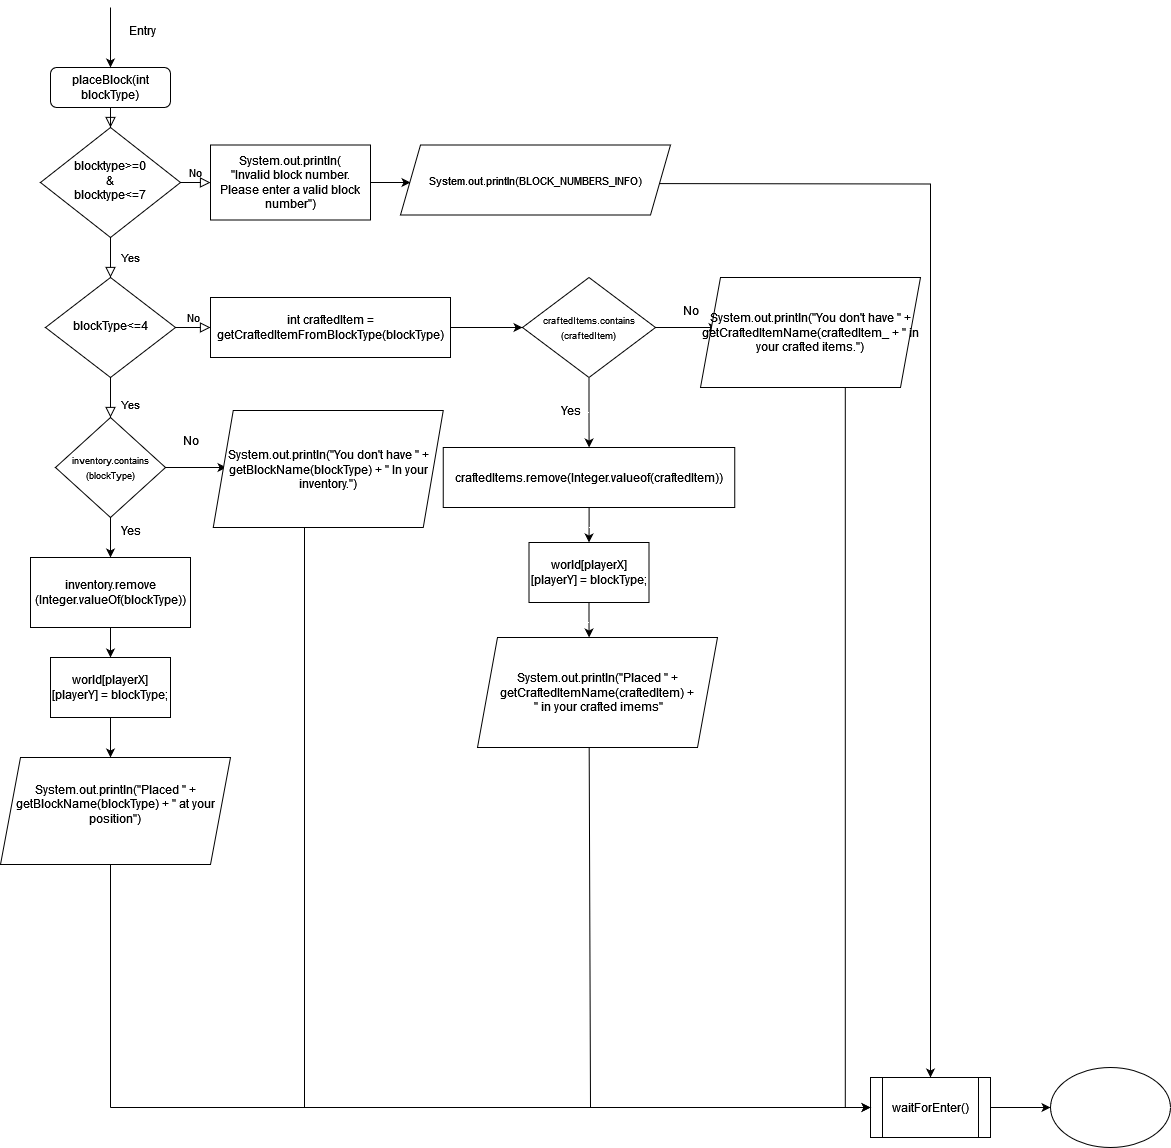 Entry
placeBlock(int
blockType)
blocktype>=0
&
blocktype<=7
No
System.out.println(
"Invalid block number.
Please enter a valid block
number")
System.out.println(BLOCK_NUMBERS_INFO)
Yes
blockType<=4
No
int craftedItem =
getCraftedItemFromBlockType(blockType)
craftedItems.contains
(craftedItem)
No
System.out.println("You don't have " +
getCraftedItemName(craftedItem_ + " in
your crafted items.")
Yes
Yes
inventory.contains
(blockType)
No
System.out.println("You don't have " +
getBlockName(blockType) + " In your
inventory.")
craftedItems.remove(Integer.valueof(craftedItem))
Yes
inventory.remove
(Integer.valueOf(blockType))
world[playerX]
[playerY] = blockType;
world[playerX]
[playerY] = blockType;
System.out.println("Placed " +
getCraftedItemName(craftedItem) +
" in your crafted imems"
System.out.println("Placed " +
getBlockName(blockType) + " at your
position")
waitForEnter()